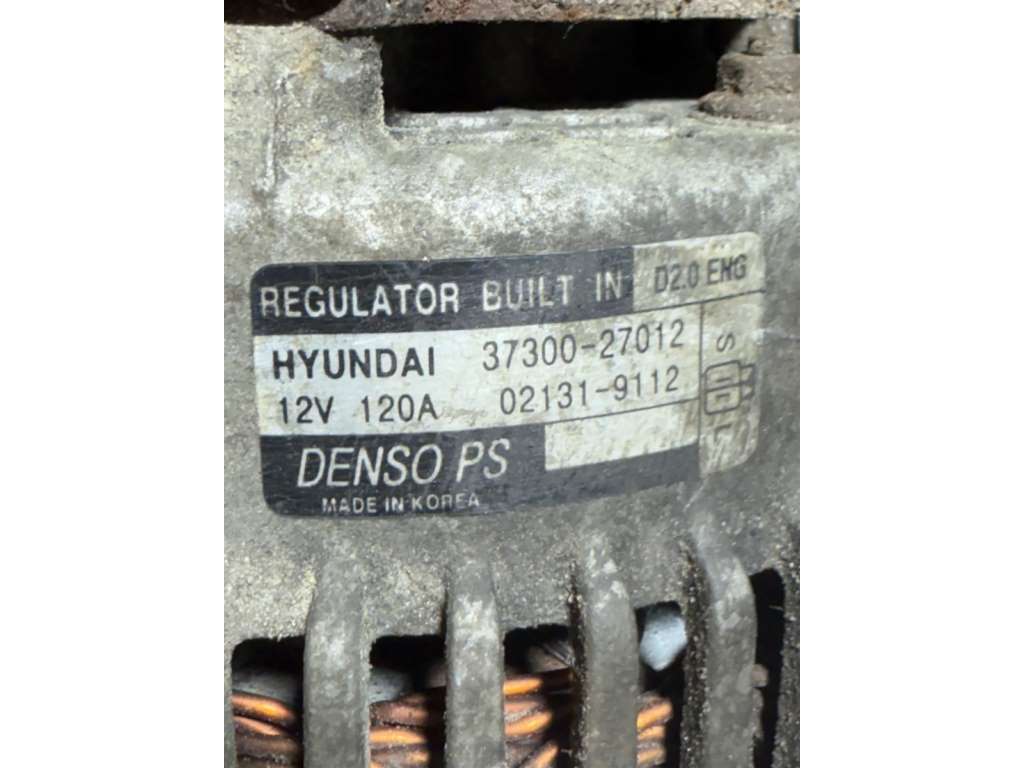 REGULATOR BUILT IN D2.0 ENG
HYUNDAI 37300-27012
12V 120A 02131-9112
S
L
DENSO PS
MADE IN KOREA